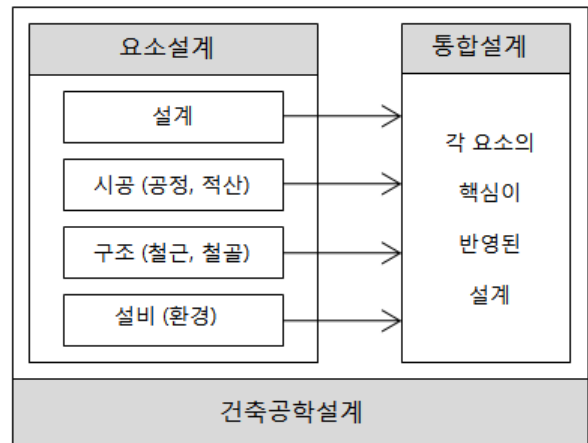 요소설계
설계
시공 (공정, 적산)
구조 (철근, 철골)
설비 (환경)
통합설계
각 요소의
핵심이
반영된
설계
건축공학설계